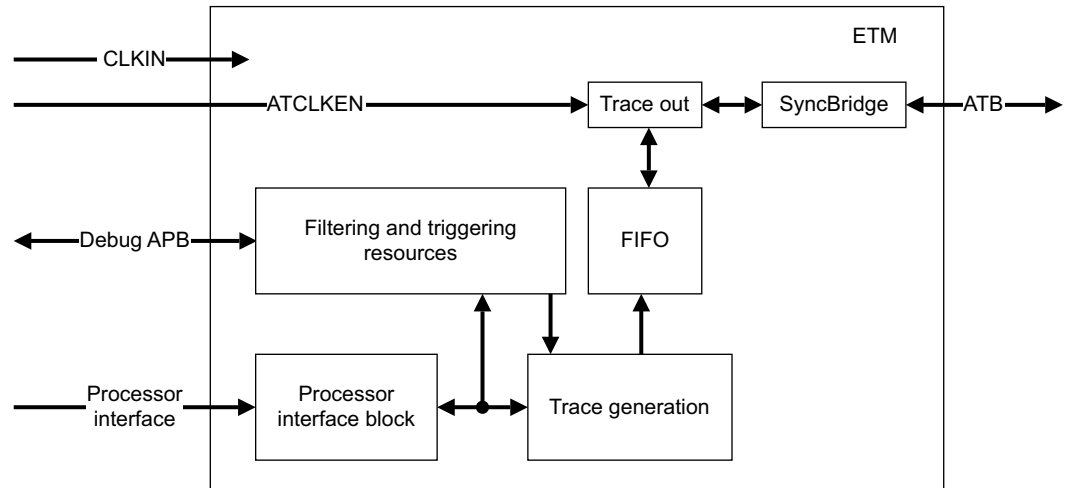 ETM
CLKIN
ATCLKEN
Trace out
SyncBridge
ATB
Debug APB
Filtering and triggering
resources
FIFO
Processor
interface
Processor
interface block
Trace generation